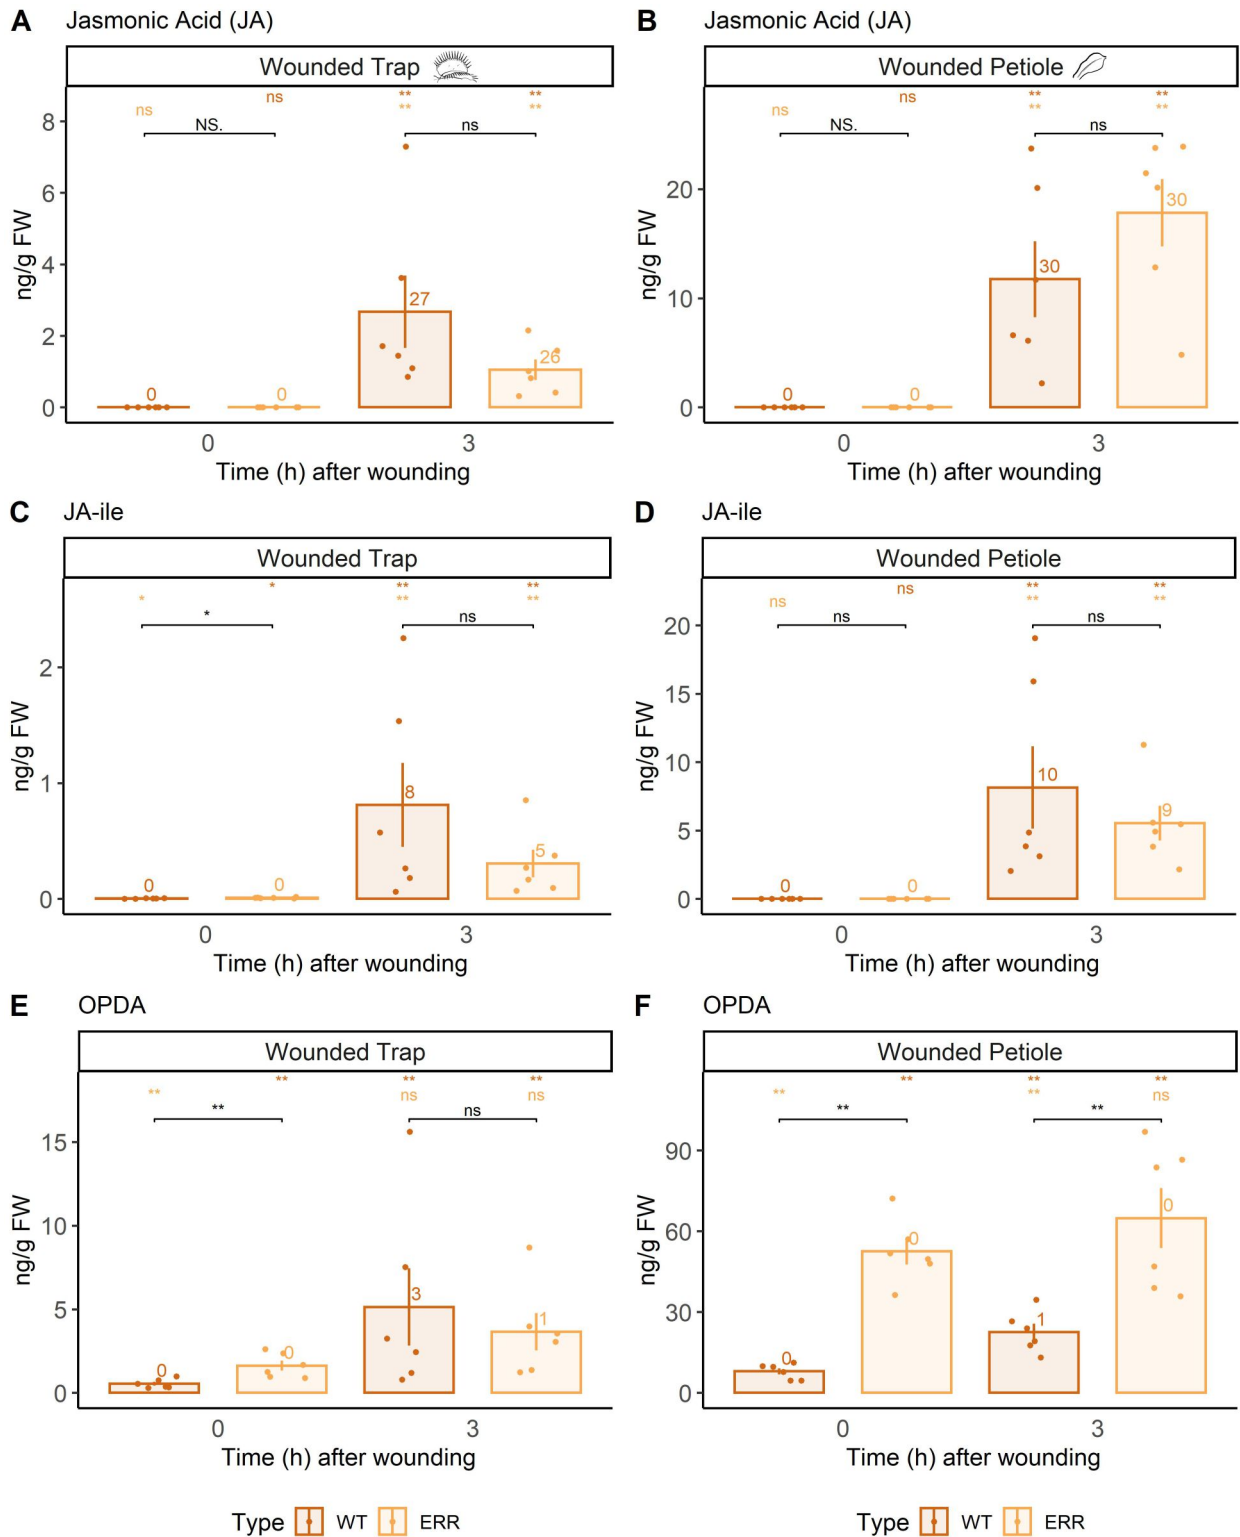 A Jasmonic Acid (JA)
Wounded Trap
ns ** **
ns ** **
NS. ns
8
6
4
2
0
ng/g FW
0 0 27 26
0 3
Time (h) after wounding
B Jasmonic Acid (JA)
Wounded Petiole
ns ** **
ns ** **
NS. ns
20
10
0
ng/g FW
0 0 30 30
0 3
Time (h) after wounding
C JA-ile
Wounded Trap
* ** **
* ** **
* ns
2
1
0
ng/g FW
0 0 8 5
0 3
Time (h) after wounding
D JA-ile
Wounded Petiole
ns ** **
ns ** **
ns ns
20
15
10
5
0
ng/g FW
0 0 10 9
0 3
Time (h) after wounding
E OPDA
Wounded Trap
** ** **
** ns ns
** ns
15
10
5
0
ng/g FW
0 0 3 1
0 3
Time (h) after wounding
F OPDA
Wounded Petiole
** ** **
** ** ns
** **
90
60
30
0
ng/g FW
0 0 1 0
0 3
Time (h) after wounding
Type WT ERR